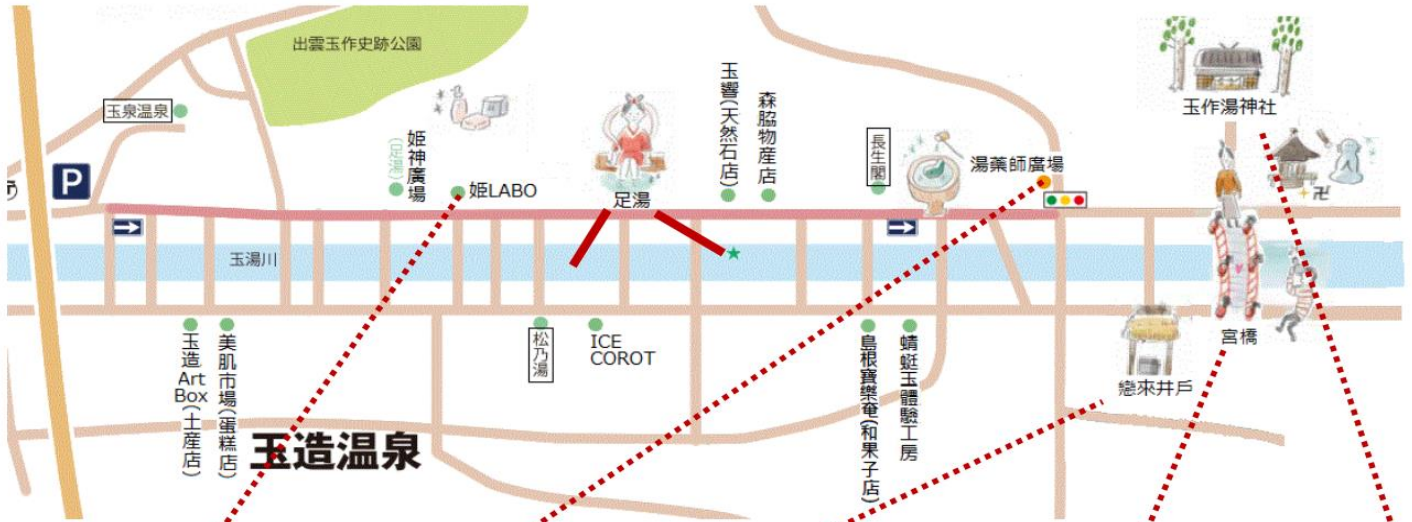 出雲玉作史跡公園
玉作湯神社
玉泉温泉
P
姫神廣場
(足湯)
姫LABO
足湯
玉響(天然石店)
森脇物産店
長生閣
湯薬師廣場
卍
玉湯川
玉造
Art
Box(土産店)
美肌市場(蛋糕店)
松乃湯
ICE
COROT
島根寶樂奄(和果子店)
蜻蜓玉體驗工房
宮橋
戀來井戶
玉造温泉